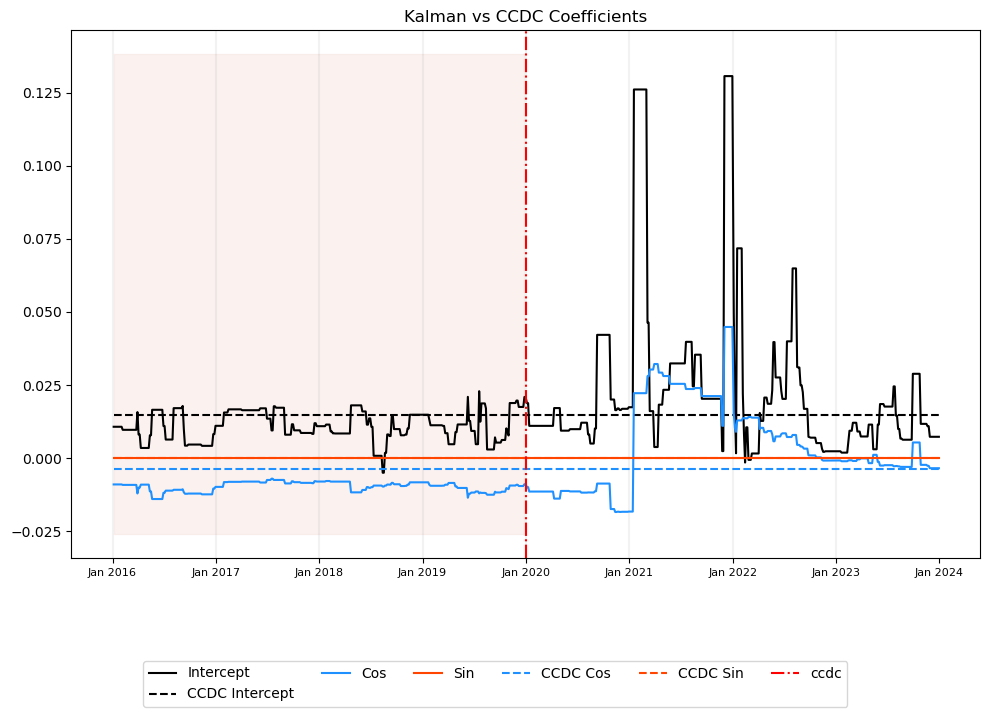 Kalman vs CCDC Coefficients
0.125
0.100
0.075
0.050
0.025
0.000
−0.025
Jan 2016 Jan 2017 Jan 2018 Jan 2019 Jan 2020 Jan 2021 Jan 2022 Jan 2023 Jan 2024
Intercept Cos Sin CCDC Cos CCDC Sin ccdc
CCDC Intercept